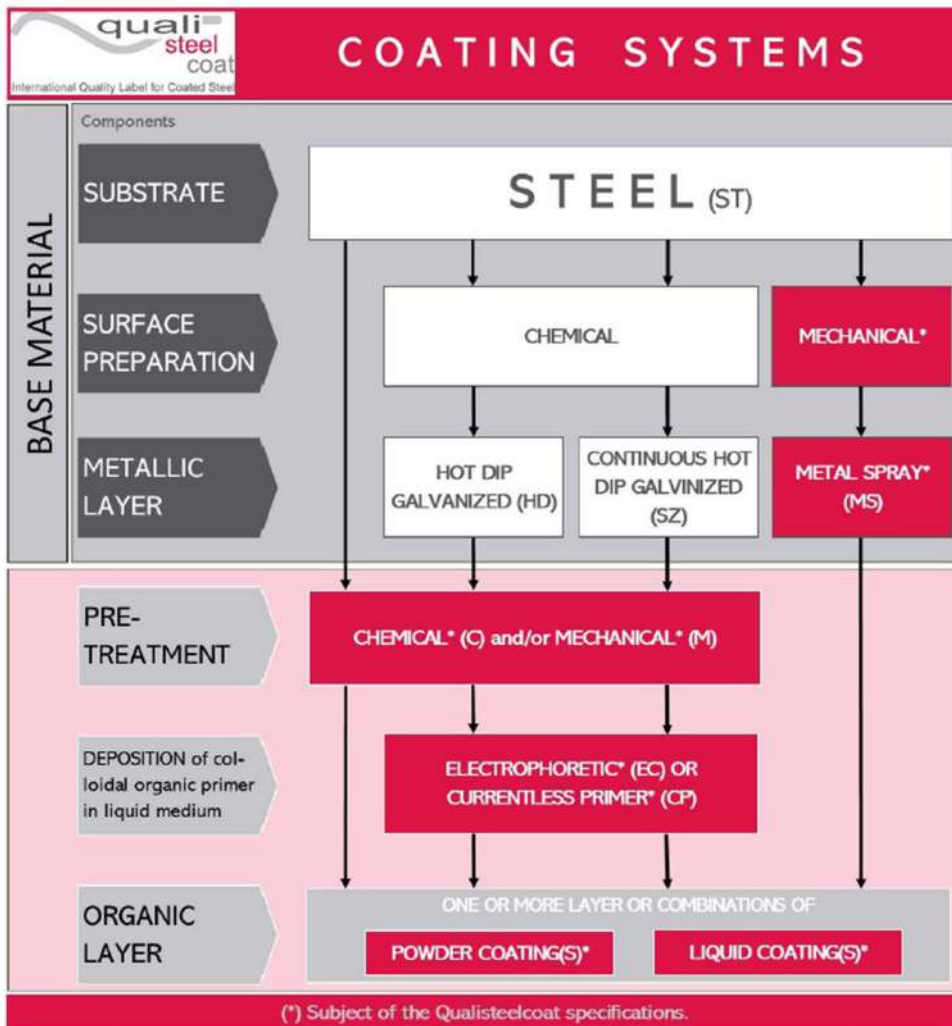 quali
steel
coat
International Quality Label for Coated Steel
COATING SYSTEMS
BASE MATERIAL
Components
SUBSTRATE
STEEL (ST)
SURFACE
PREPARATION
CHEMICAL
MECHANICAL*
METALLIC
LAYER
HOT DIP
GALVANIZED (HD)
CONTINUOUS HOT
DIP GALVINIZED
(SZ)
METAL SPRAY*
(MS)
PRE-
TREATMENT
CHEMICAL* (C) and/or MECHANICAL* (M)
DEPOSITION of col-
loidal organic primer
in liquid medium
ELECTROPHORETIC* (EC) OR
CURRENTLESS PRIMER* (CP)
ORGANIC
LAYER
ONE OR MORE LAYER OR COMBINATIONS OF
POWDER COATING(S)*
LIQUID COATING(S)*
(*) Subject of the Qualisteelcoat specifications.